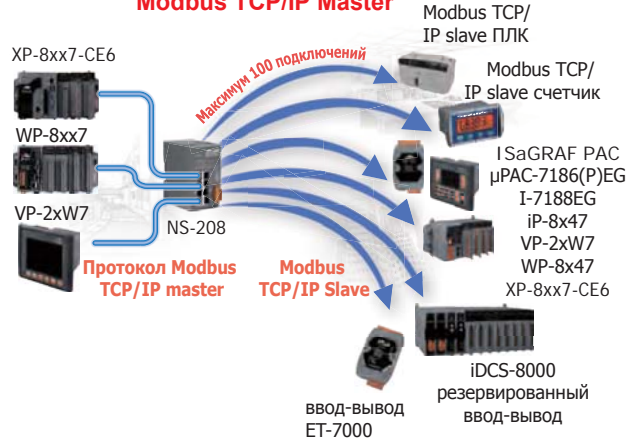 Modbus TCP/IP Master
XP-8xx7-CE6
WP-8xx7
VP-2xW7
NS-208
Максимум 100 подключений
Протокол Modbus
TCP/IP master
Modbus
TCP/IP Slave
Modbus TCP/
IP slave ПЛК
Modbus TCP/
IP slave счетчик
ISaGRAF PAC
µPAC-7186(P)EG
I-7188EG
iP-8x47
VP-2xW7
WP-8x47
XP-8xx7-CE6
iDCS-8000
резервированный
ввод-вывод
ввод-вывод
ET-7000